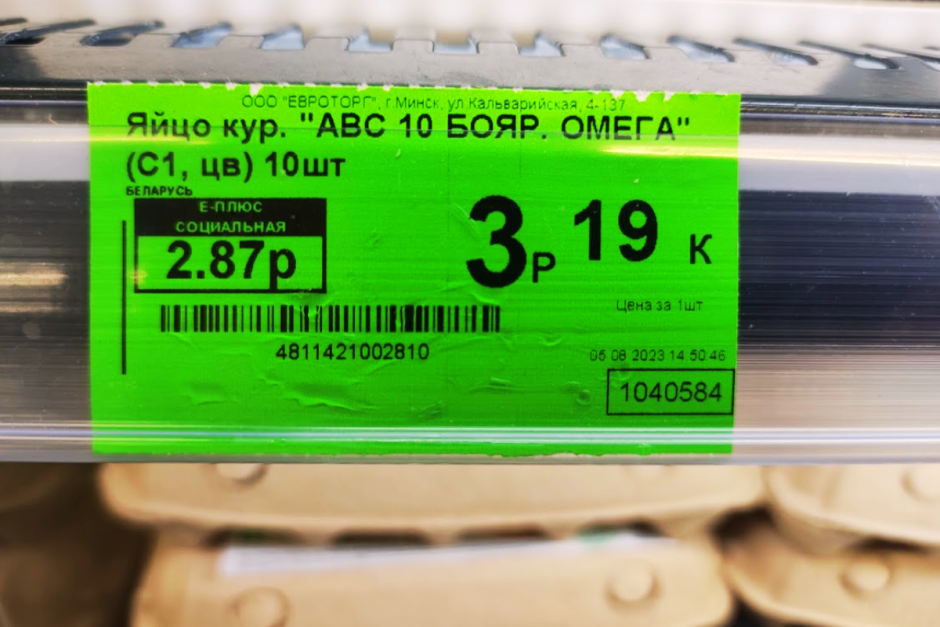 ООО "ЕВРОТОРГ", г.Минск, ул.Кальварийская, 4-137
Яйцо кур. "АВС 10 БОЯР. ОМЕГА"
(С1, цв) 10шт
БЕЛАРУСЬ
Е-ПЛЮС
СОЦИАЛЬНАЯ
2.87р
3 Р 19 К
Цена за 1шт
4811421002810
05 08 2023 14:50:46
1040584